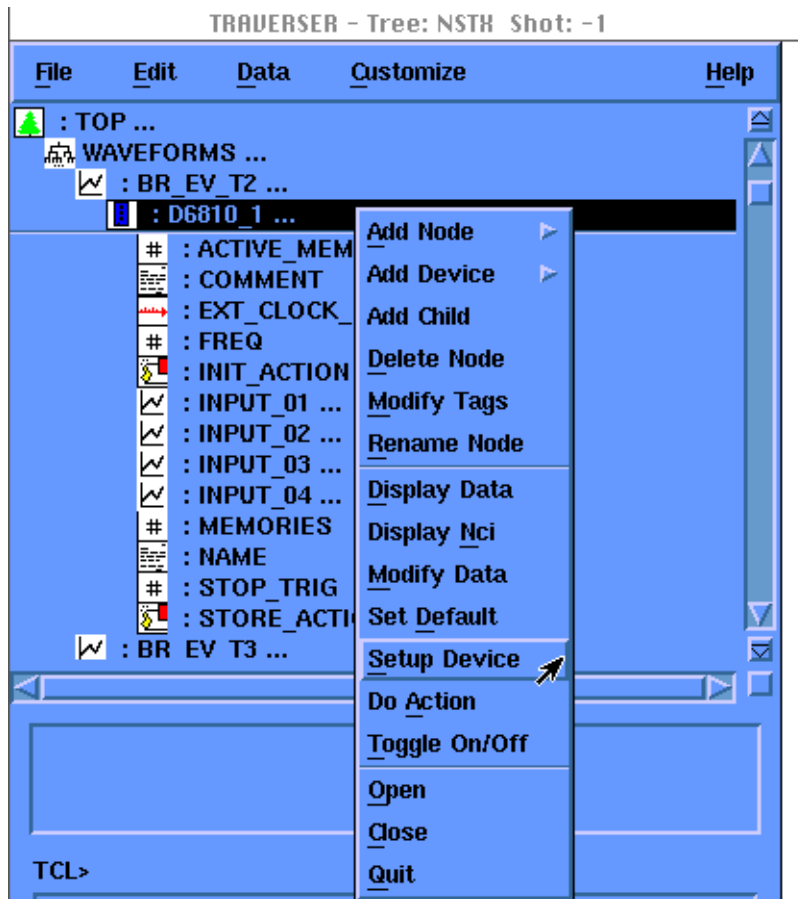 TRAVERSER - Tree: NSTX Shot: -1
File Edit Data Customize Help
: TOP ...
WAVEFORMS ...
: BR_EV_T2 ...
: D6810_1 ...
: ACTIVE_MEM
: COMMENT
: EXT_CLOCK_
: FREQ
: INIT_ACTION
: INPUT_01 ...
: INPUT_02 ...
: INPUT_03 ...
: INPUT_04 ...
: MEMORIES
: NAME
: STOP_TRIG
: STORE_ACTI
: BR EV T3 ...
Add Node
Add Device
Add Child
Delete Node
Modify Tags
Rename Node
Display Data
Display Nci
Modify Data
Set Default
Setup Device
Do Action
Toggle On/Off
Open
Close
Quit
TCL>